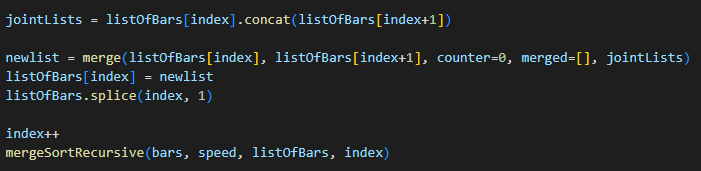 jointLists = listOfBars[index].concat(listOfBars[index+1])
newlist = merge(listOfBars[index], listOfBars[index+1], counter=0, merged=[], jointLists)
listOfBars[index] = newlist
listOfBars.splice(index, 1)
index++
mergeSortRecursive(bars, speed, listOfBars, index)